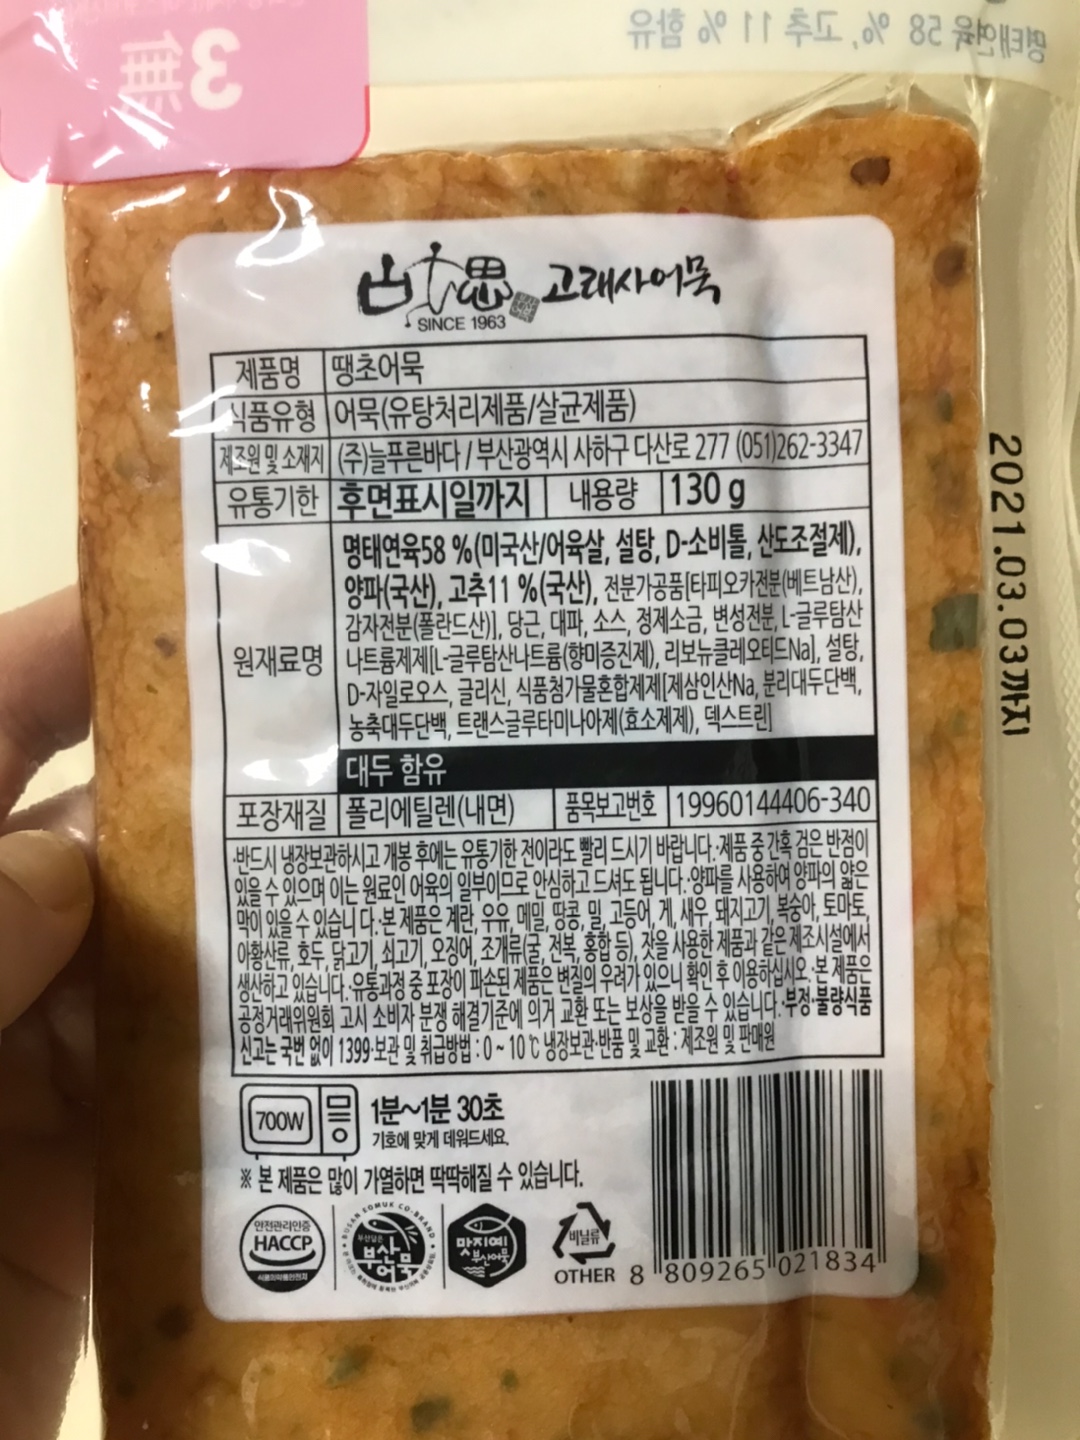 3無
명태연육 58 %, 고추 11 % 함유
고래사어묵
SINCE 1963
제품명 땡초어묵
식품유형 어묵(유탕처리제품/살균제품)
제조원 및 소재지 (주)늘푸른바다 / 부산광역시 사하구 다산로 277 (051)262-3347
유통기한 후면표시일까지 내용량 130 g
원재료명
명태연육58 %(미국산/어육살, 설탕, D-소비톨, 산도조절제),
양파(국산), 고추11 %(국산), 전분가공품[타피오카전분(베트남산),
감자전분(폴란드산)], 당근, 대파, 소스, 정제소금, 변성전분, L-글루탐산
나트륨제제[L-글루탐산나트륨(향미증진제), 리보뉴클레오티드Na], 설탕,
D-자일로오스, 글리신, 식품첨가물혼합제제[제삼인산Na, 분리대두단백,
농축대두단백, 트랜스글루타미나아제(효소제제), 덱스트린]
대두 함유
포장재질 폴리에틸렌(내면) 품목보고번호 19960144406-340
·반드시 냉장보관하시고 개봉 후에는 유통기한 전이라도 빨리 드시기 바랍니다.·제품 중 간혹 검은 반점이
있을 수 있으며 이는 원료인 어육의 일부이므로 안심하고 드셔도 됩니다.·양파를 사용하여 양파의 얇은
막이 있을 수 있습니다.·본 제품은 계란, 우유, 메밀, 땅콩, 밀, 고등어, 게, 새우, 돼지고기, 복숭아, 토마토,
아황산류, 호두, 닭고기, 쇠고기, 오징어, 조개류(굴, 전복, 홍합 등), 잣을 사용한 제품과 같은 제조시설에서
생산하고 있습니다.·유통과정 중 포장이 파손된 제품은 변질의 우려가 있으니 확인 후 이용하십시오.·본 제품은
공정거래위원회 고시 소비자 분쟁 해결기준에 의거 교환 또는 보상을 받을 수 있습니다.·부정·불량식품
신고는 국번 없이 1399·보관 및 취급방법 : 0 ~ 10 ℃ 냉장보관·반품 및 교환 : 제조원 및 판매원
700W
1분~1분 30초
기호에 맞게 데워드세요.
※ 본 제품은 많이 가열하면 딱딱해질 수 있습니다.
안전관리인증
HACCP
식품의약품안전처
BUSAN EOMUK CO-BRAND
부산어묵
맛지예!
부산어묵
비닐류
OTHER
8 809265 021834
2021.03.03까지